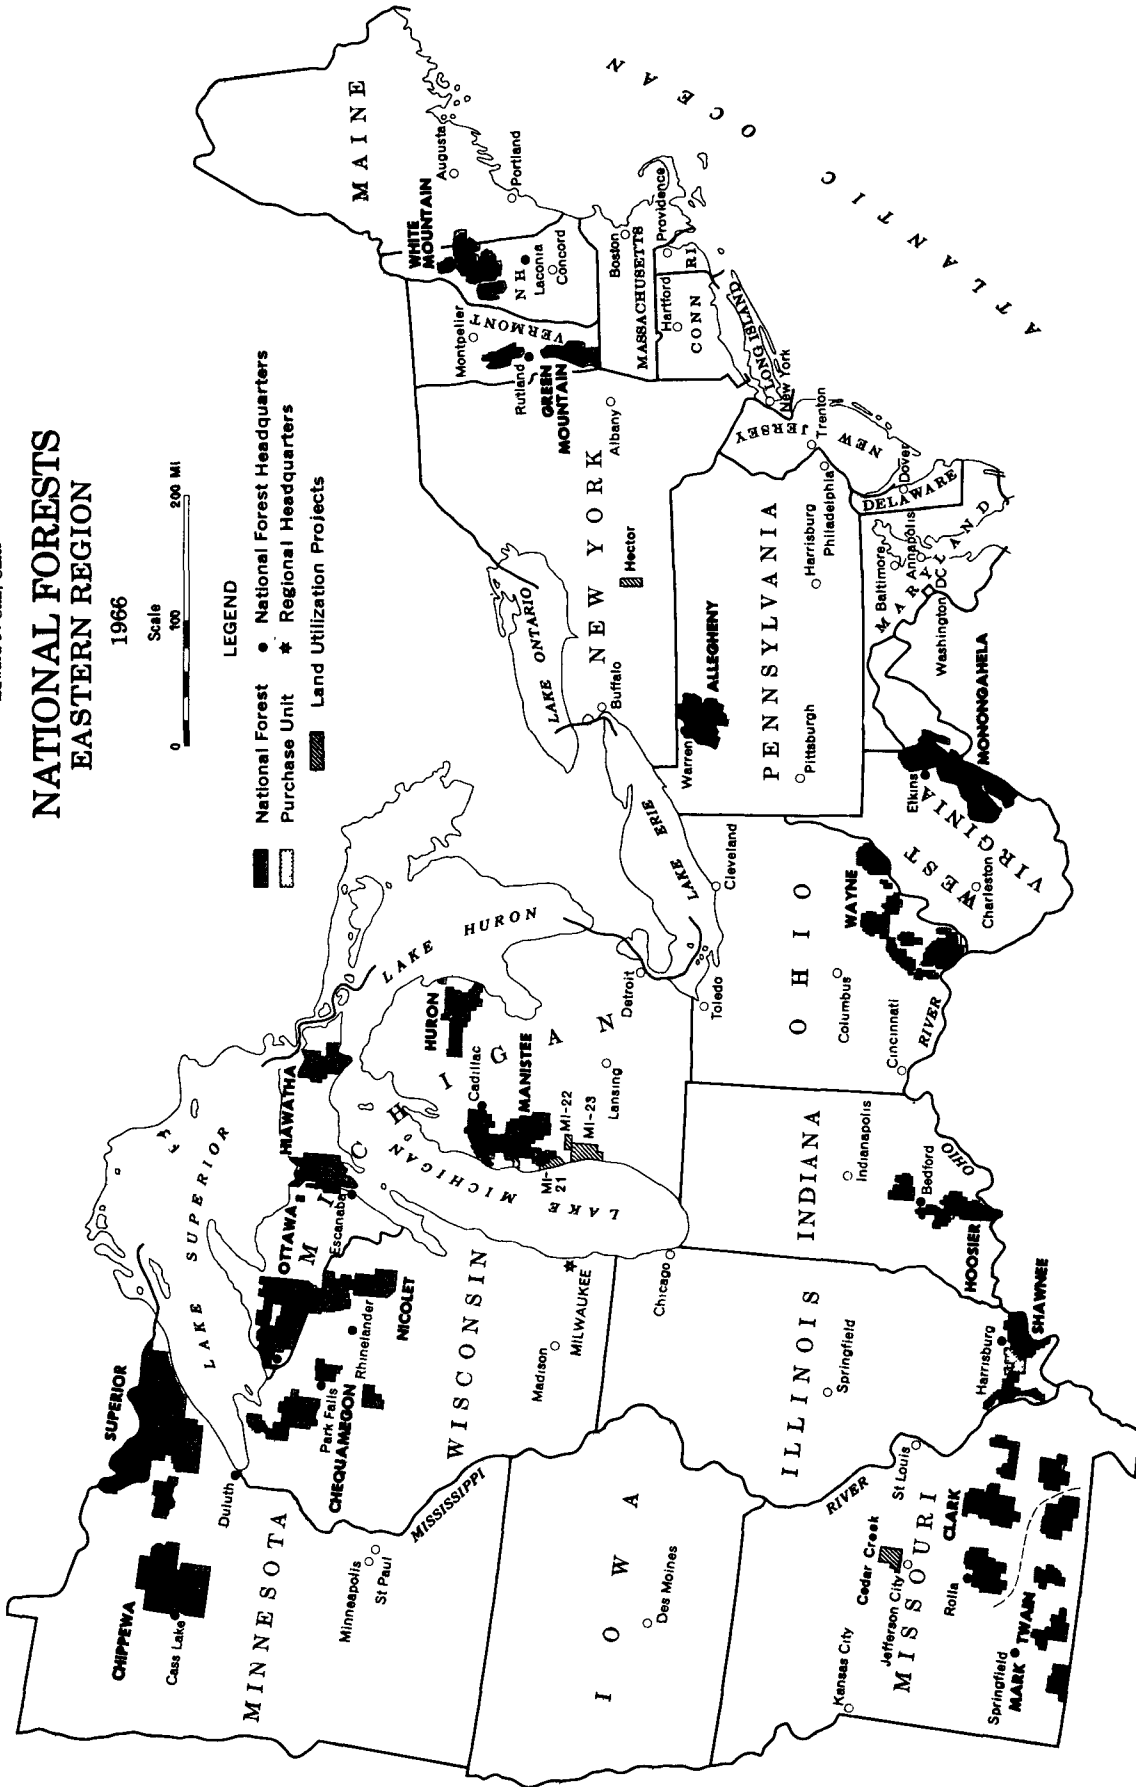 NATIONAL FORESTS
EASTERN REGION
1966
Scale
0 100 200 MI
LEGEND
National Forest
National Forest Headquarters
Purchase Unit
Regional Headquarters
Land Utilization Projects
MAINE
Augusta
Portland
WHITE
MOUNTAIN
NH
Laconia
Concord
VERMONT
Montpelier
Rutland
GREEN
MOUNTAIN
Boston
MASSACHUSETTS
Providence
RI
Hartford
CONN
LONG ISLAND
New York
ATLANTIC OCEAN
NEW YORK
Albany
Hector
Buffalo
LAKE ONTARIO
LAKE ERIE
NEW
JERSEY
Trenton
PENNSYLVANIA
Philadelphia
Harrisburg
Pittsburgh
Warren
ALLEGHENY
Dover
DELAWARE
MARYLAND
Baltimore
Annapolis
Washington DC
MONONGAHELA
Elkins
WEST
VIRGINIA
Charleston
OHIO
Cleveland
Toledo
Columbus
Cincinnati
WAYNE
OHIO
RIVER
LAKE HURON
LAKE SUPERIOR
LAKE MICHIGAN
MICHIGAN
HURON
Cadillac
MANISTEE
MI-22
MI-23
MI-
21
Lansing
Detroit
HIAWATHA
Escanaba
OTTAWA
INDIANA
Indianapolis
Bedford
HOOSIER
WISCONSIN
NICOLET
Rhinelander
Park Falls
CHEQUAMEGON
Madison
MILWAUKEE
ILLINOIS
Chicago
Springfield
Harrisburg
SHAWNEE
MINNESOTA
SUPERIOR
Duluth
CHIPPEWA
Cass Lake
Minneapolis
St Paul
MISSISSIPPI
RIVER
IOWA
Des Moines
MISSOURI
St Louis
Cedar Creek
Jefferson City
Kansas City
CLARK
Rolla
Springfield
MARK TWAIN